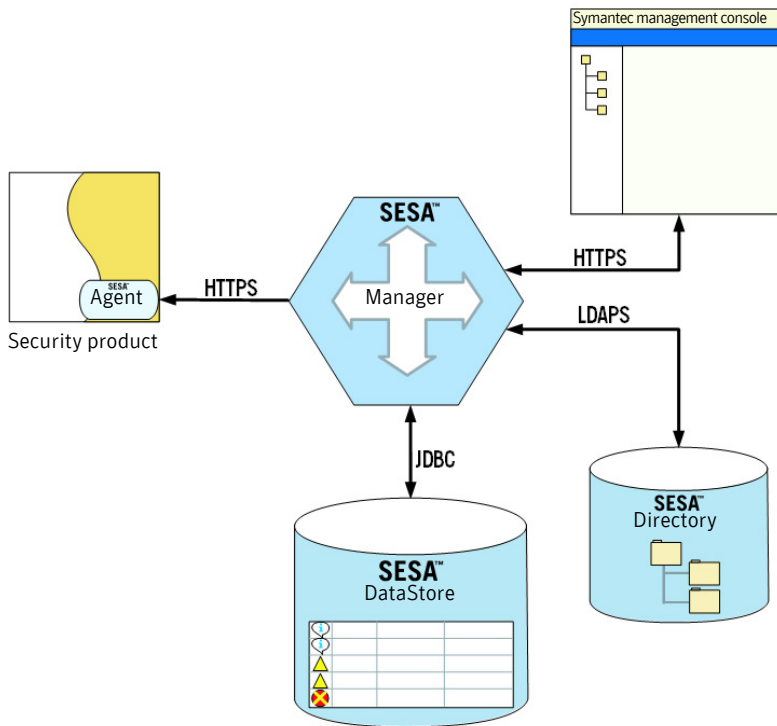 Symantec management console
SESA™
Manager
HTTPS
SESA™
Agent
Security product
HTTPS
LDAPS
JDBC
SESA™
Directory
SESA™
DataStore
i
i